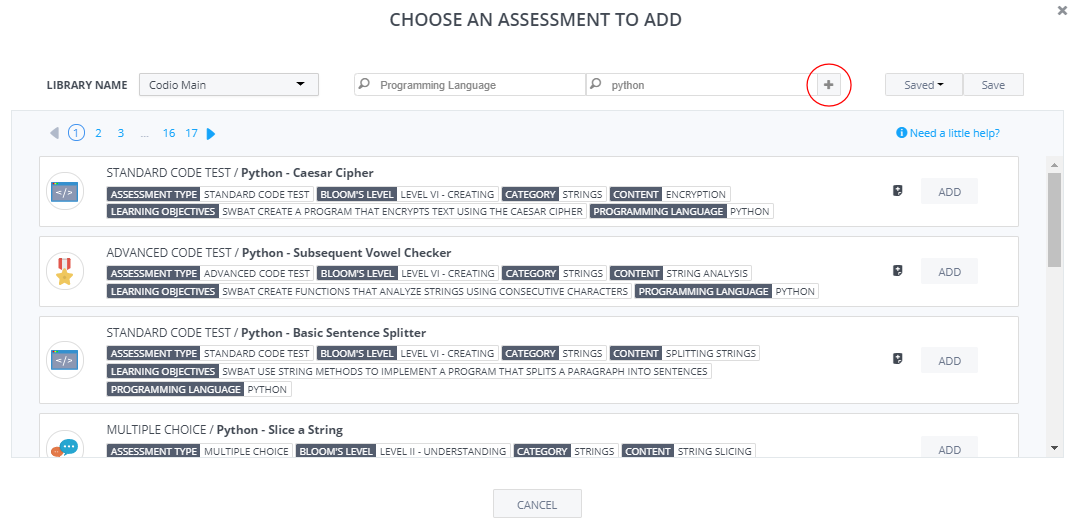 CHOOSE AN ASSESSMENT TO ADD
LIBRARY NAME Codio Main Programming Language python Saved Save
1 2 3 ... 16 17 Need a little help?
STANDARD CODE TEST / Python - Caesar Cipher
ASSESSMENT TYPE STANDARD CODE TEST BLOOM'S LEVEL LEVEL VI - CREATING CATEGORY STRINGS CONTENT ENCRYPTION
LEARNING OBJECTIVES SWBAT CREATE A PROGRAM THAT ENCRYPTS TEXT USING THE CAESAR CIPHER PROGRAMMING LANGUAGE PYTHON
ADD
ADVANCED CODE TEST / Python - Subsequent Vowel Checker
ASSESSMENT TYPE ADVANCED CODE TEST BLOOM'S LEVEL LEVEL VI - CREATING CATEGORY STRINGS CONTENT STRING ANALYSIS
LEARNING OBJECTIVES SWBAT CREATE FUNCTIONS THAT ANALYZE STRINGS USING CONSECUTIVE CHARACTERS PROGRAMMING LANGUAGE PYTHON
ADD
STANDARD CODE TEST / Python - Basic Sentence Splitter
ASSESSMENT TYPE STANDARD CODE TEST BLOOM'S LEVEL LEVEL VI - CREATING CATEGORY STRINGS CONTENT SPLITTING STRINGS
LEARNING OBJECTIVES SWBAT USE STRING METHODS TO IMPLEMENT A PROGRAM THAT SPLITS A PARAGRAPH INTO SENTENCES
PROGRAMMING LANGUAGE PYTHON
ADD
MULTIPLE CHOICE / Python - Slice a String
ASSESSMENT TYPE MULTIPLE CHOICE BLOOM'S LEVEL LEVEL II - UNDERSTANDING CATEGORY STRINGS CONTENT STRING SLICING
ADD
CANCEL